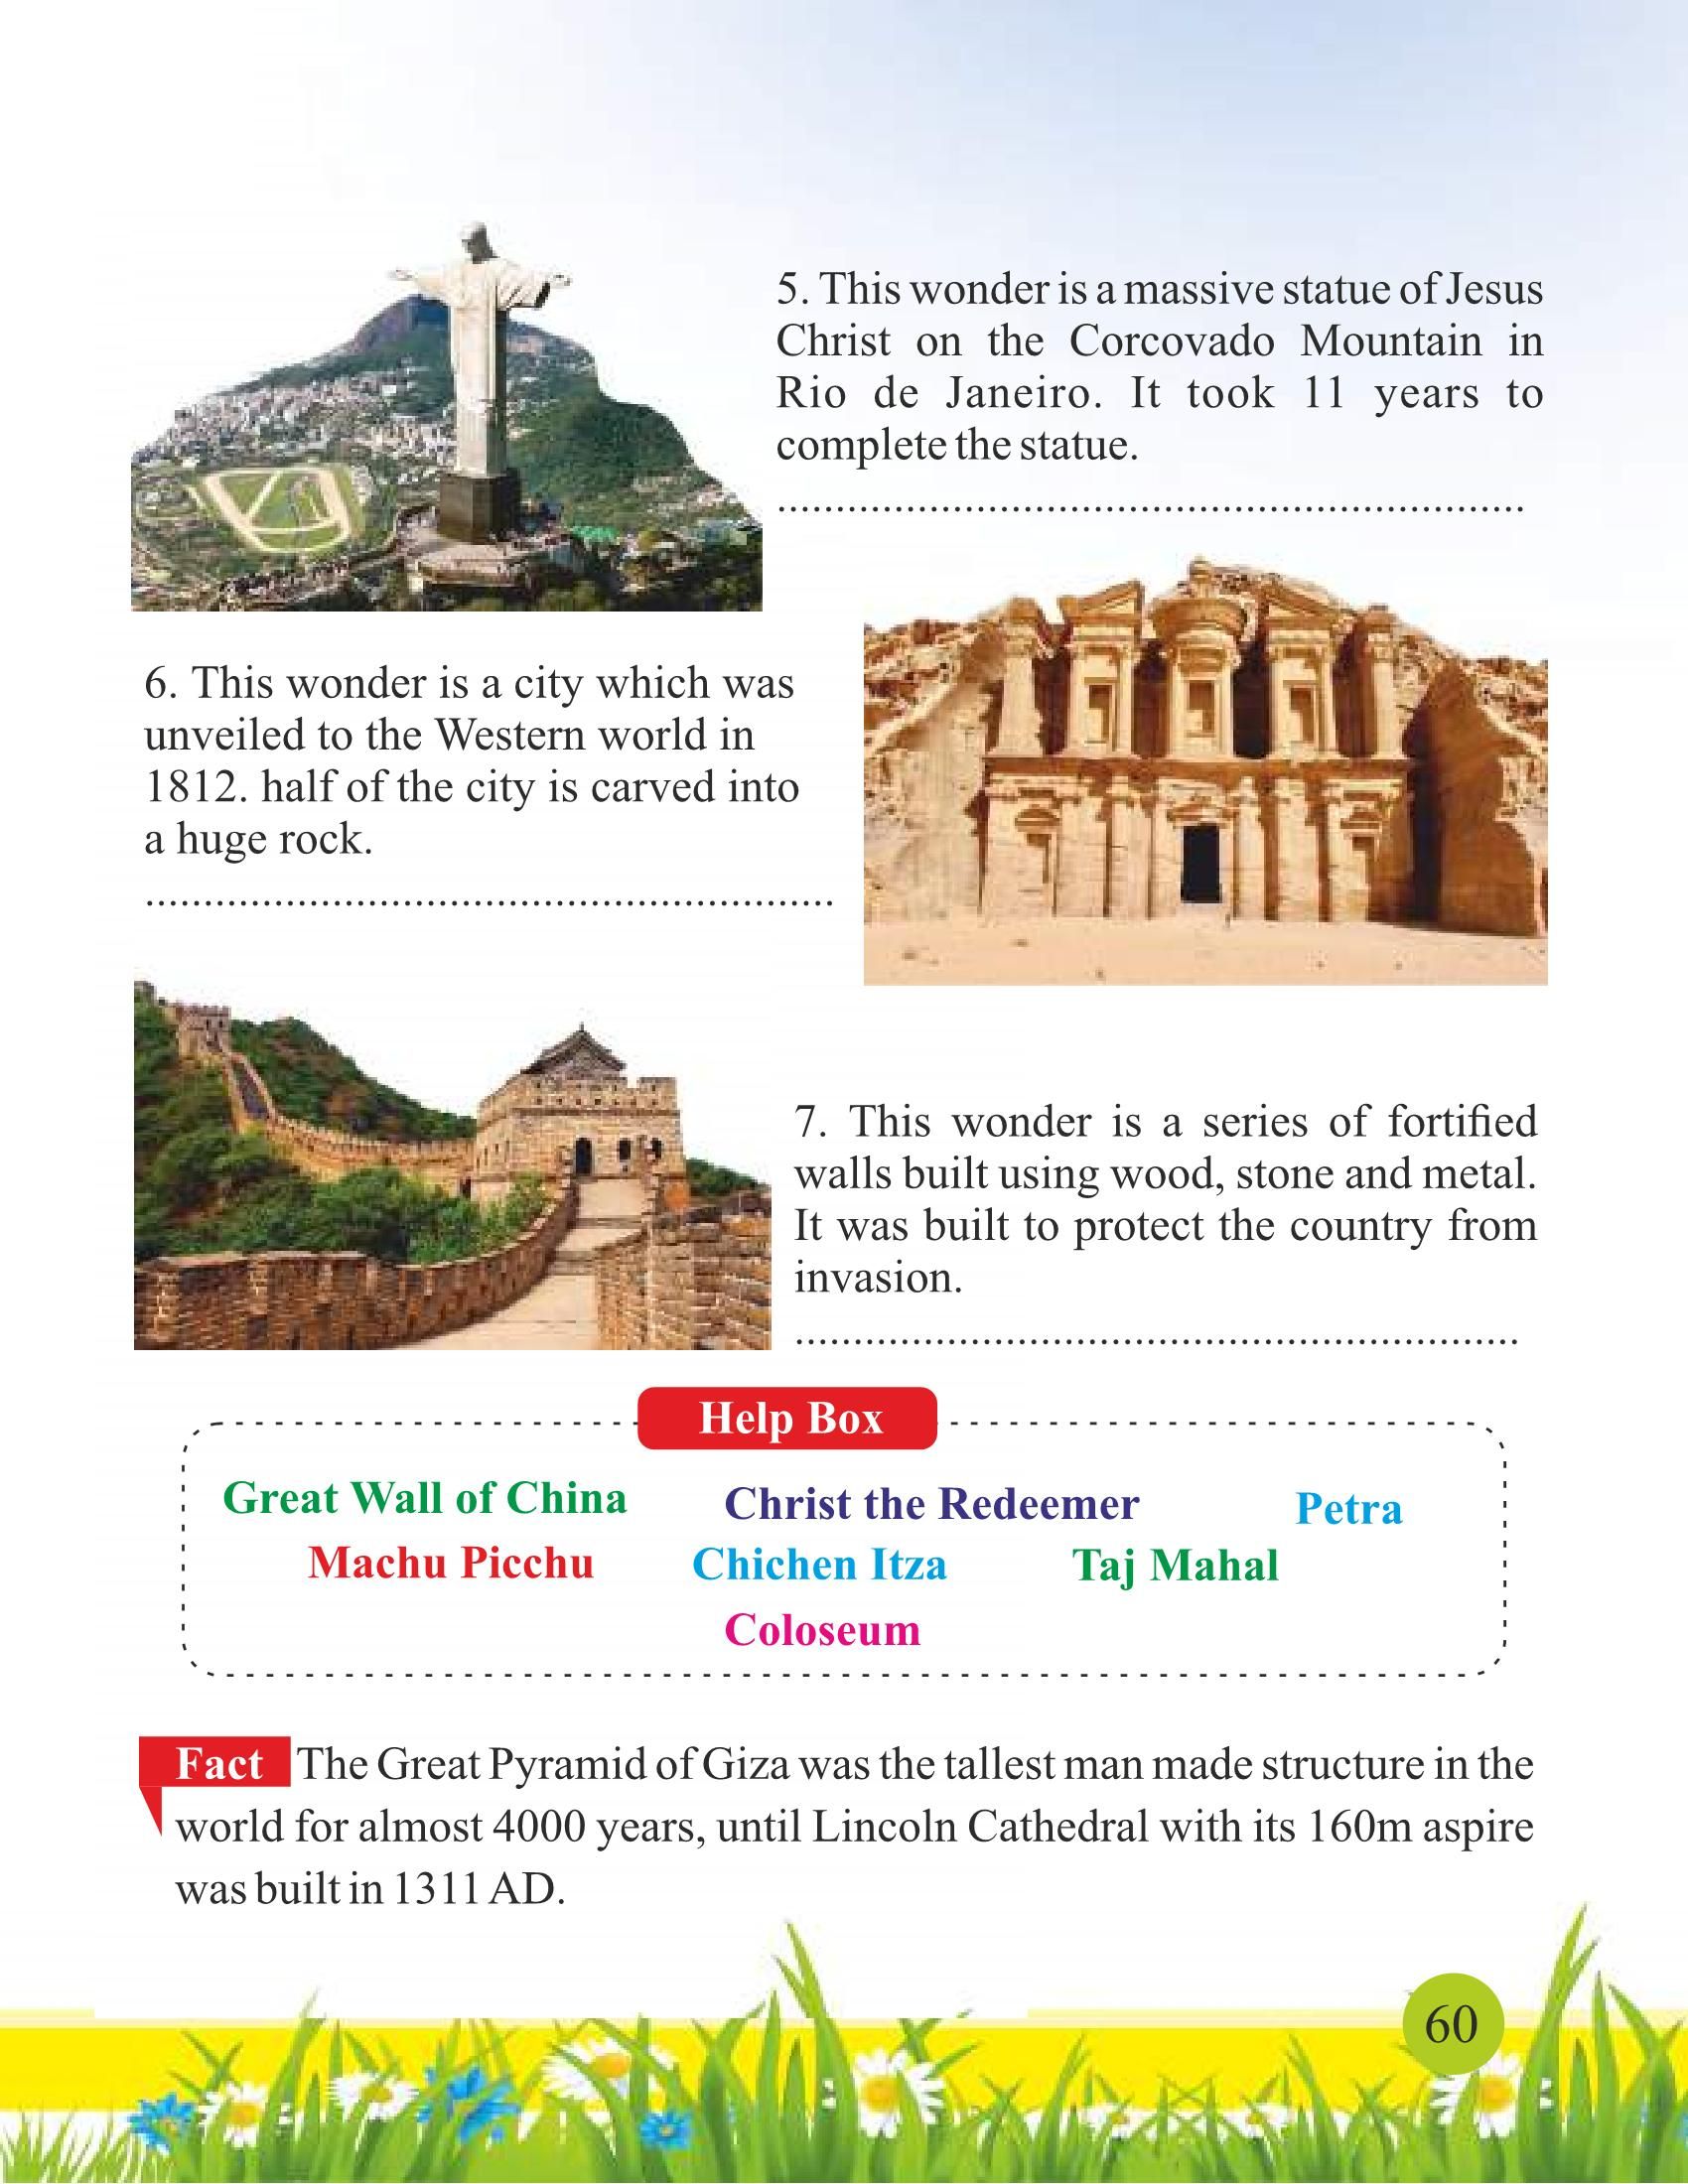 5. This wonder is a massive statue of Jesus
Christ on the Corcovado Mountain in
Rio de Janeiro. It took 11 years to
complete the statue.
................................................................
6. This wonder is a city which was
unveiled to the Western world in
1812. half of the city is carved into
a huge rock.
...........................................................
7. This wonder is a series of fortified
walls built using wood, stone and metal.
It was built to protect the country from
invasion.
..............................................................
Help Box
Great Wall of China Christ the Redeemer Petra
Machu Picchu Chichen Itza Taj Mahal
Coloseum
Fact The Great Pyramid of Giza was the tallest man made structure in the
world for almost 4000 years, until Lincoln Cathedral with its 160m aspire
was built in 1311 AD.
60